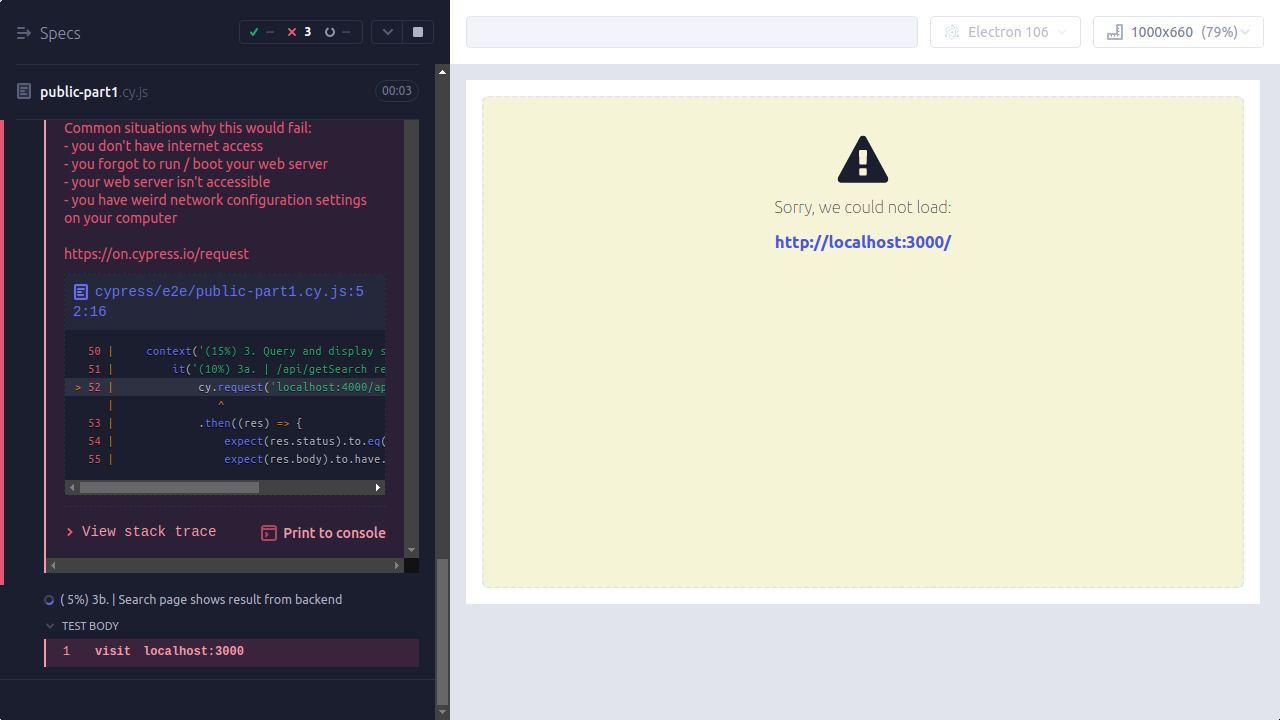 Specs
-- 3 --
public-part1.cy.js 00:03
Common situations why this would fail:
- you don't have internet access
- you forgot to run / boot your web server
- your web server isn't accessible
- you have weird network configuration settings
on your computer
https://on.cypress.io/request
cypress/e2e/public-part1.cy.js:5
2:16
50 | context('(15%) 3. Query and display s
51 | it('(10%) 3a. | /api/getSearch re
> 52 | cy.request('localhost:4000/ap
| ^
53 | .then((res) => {
54 | expect(res.status).to.eq(
55 | expect(res.body).to.have.
View stack trace Print to console
( 5%) 3b. | Search page shows result from backend
TEST BODY
1 visit localhost:3000
Electron 106 1000x660 (79%)
Sorry, we could not load:
http://localhost:3000/